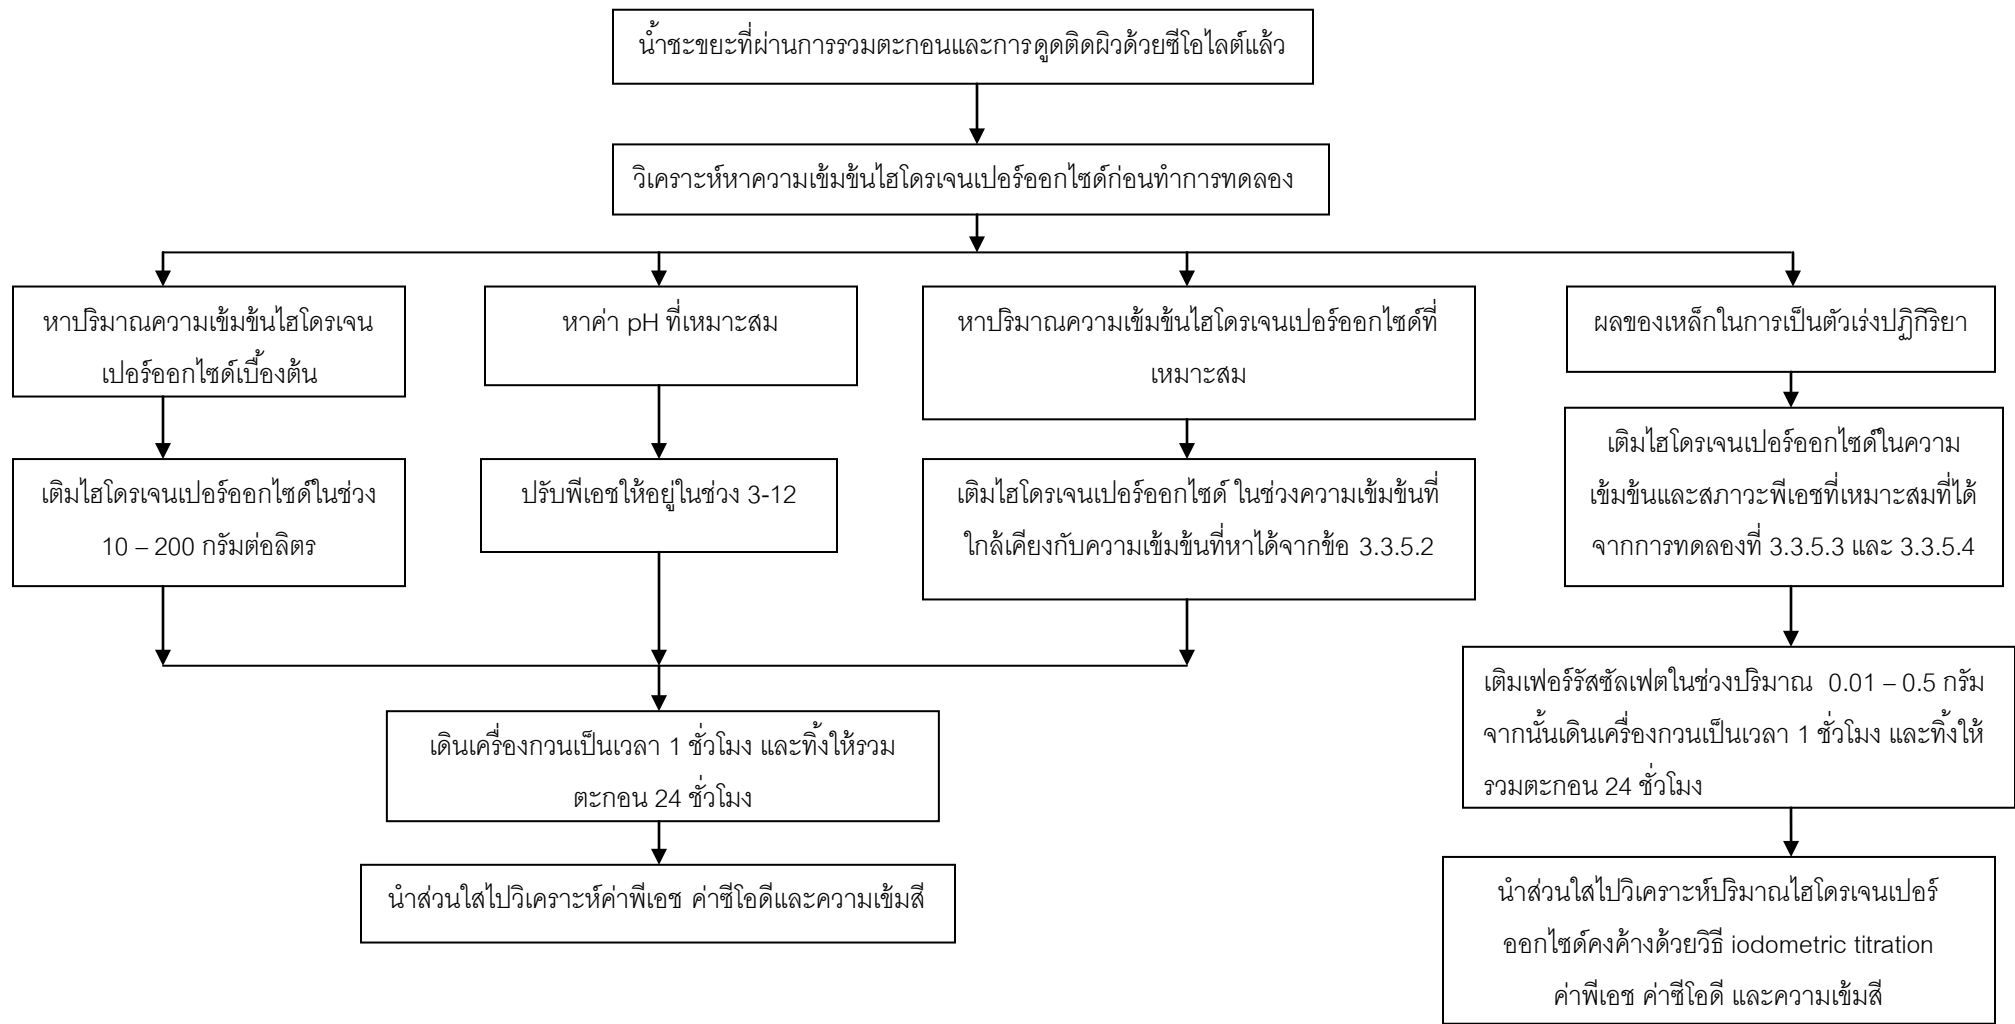 น้ำชะขยะที่ผ่านการรวมตะกอนและการดูดติดผิวด้วยซีโอไลต์แล้ว
วิเคราะห์หาความเข้มข้นไฮโดรเจนเปอร์ออกไซด์ก่อนทำการทดลอง
หาปริมาณความเข้มข้นไฮโดรเจน
เปอร์ออกไซด์เบื้องต้น
หาค่า pH ที่เหมาะสม
หาปริมาณความเข้มข้นไฮโดรเจนเปอร์ออกไซด์ที่
เหมาะสม
ผลของเหล็กในการเป็นตัวเร่งปฏิกิริยา
เติมไฮโดรเจนเปอร์ออกไซด์ในช่วง
10 – 200 กรัมต่อลิตร
ปรับพีเอชให้อยู่ในช่วง 3-12
เติมไฮโดรเจนเปอร์ออกไซด์ ในช่วงความเข้มข้นที่
ใกล้เคียงกับความเข้มข้นที่หาได้จากข้อ 3.3.5.2
เติมไฮโดรเจนเปอร์ออกไซด์ในความ
เข้มข้นและสภาวะพีเอชที่เหมาะสมที่ได้
จากการทดลองที่ 3.3.5.3 และ 3.3.5.4
เดินเครื่องกวนเป็นเวลา 1 ชั่วโมง และทิ้งให้รวม
ตะกอน 24 ชั่วโมง
เติมเฟอร์รัสซัลเฟตในช่วงปริมาณ 0.01 – 0.5 กรัม
จากนั้นเดินเครื่องกวนเป็นเวลา 1 ชั่วโมง และทิ้งให้
รวมตะกอน 24 ชั่วโมง
นำส่วนใสไปวิเคราะห์ค่าพีเอช ค่าซีโอดีและความเข้มสี
นำส่วนใสไปวิเคราะห์ปริมาณไฮโดรเจนเปอร์
ออกไซด์คงค้างด้วยวิธี iodometric titration
ค่าพีเอช ค่าซีโอดี และความเข้มสี